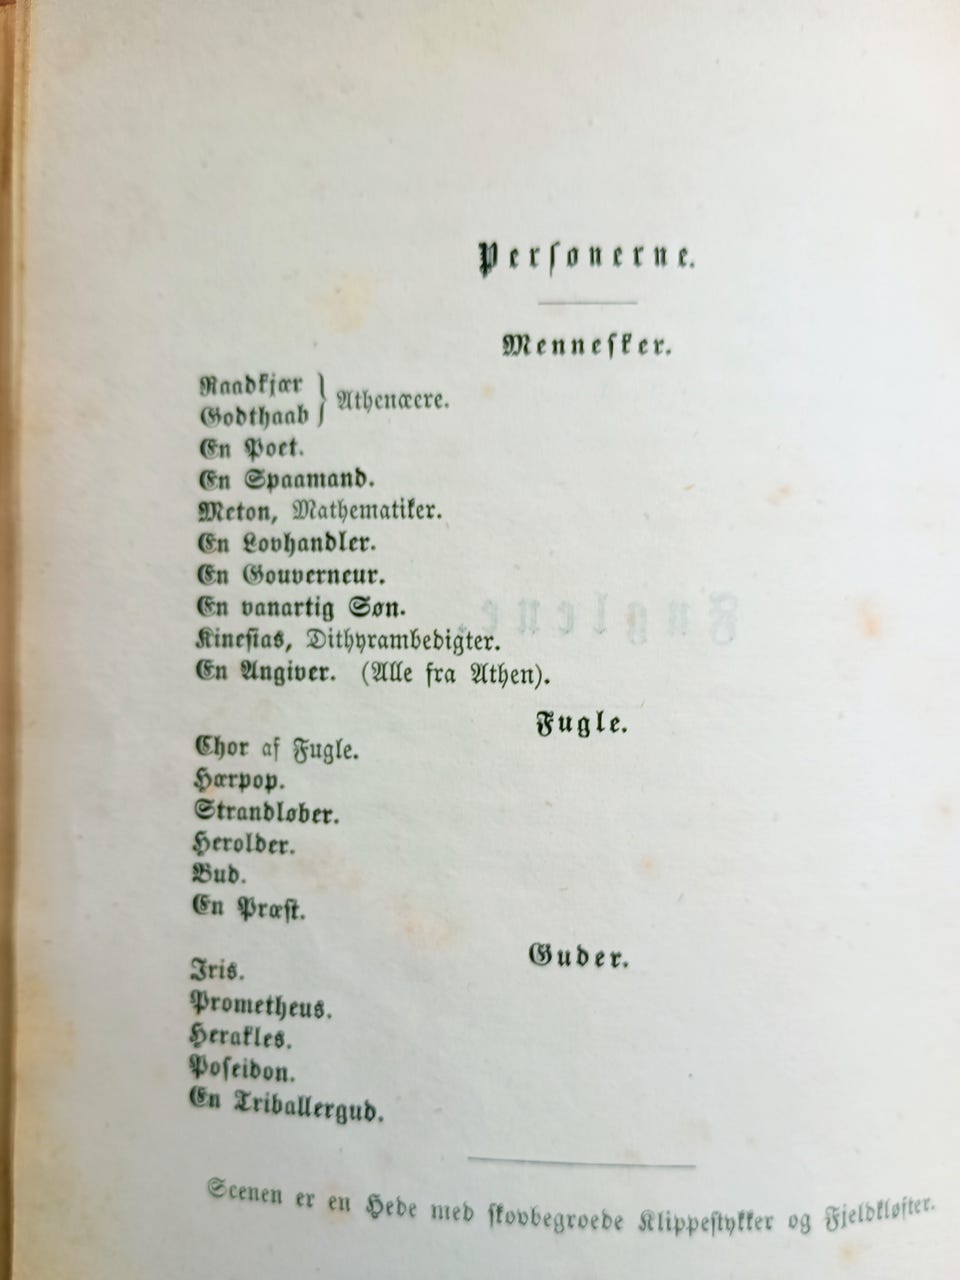 Personerne.
Mennesker.
Raadkjær } Athenæere.
Godthaab
En Poet.
En Spaamand.
Meton, Mathematiker.
En Lovhandler.
En Gouverneur.
En vanartig Søn.
Kinesias, Dithyrambedigter.
En Angiver. (Alle fra Athen).
Fugle.
Chor af Fugle.
Hærpop.
Strandløber.
Herolder.
Bud.
En Præst.
Guder.
Iris.
Prometheus.
Herakles.
Poseidon.
En Triballergud.
Scenen er en Hede med skovbegroede Klippestykker og Fjeldkløfter.
Fuglene.